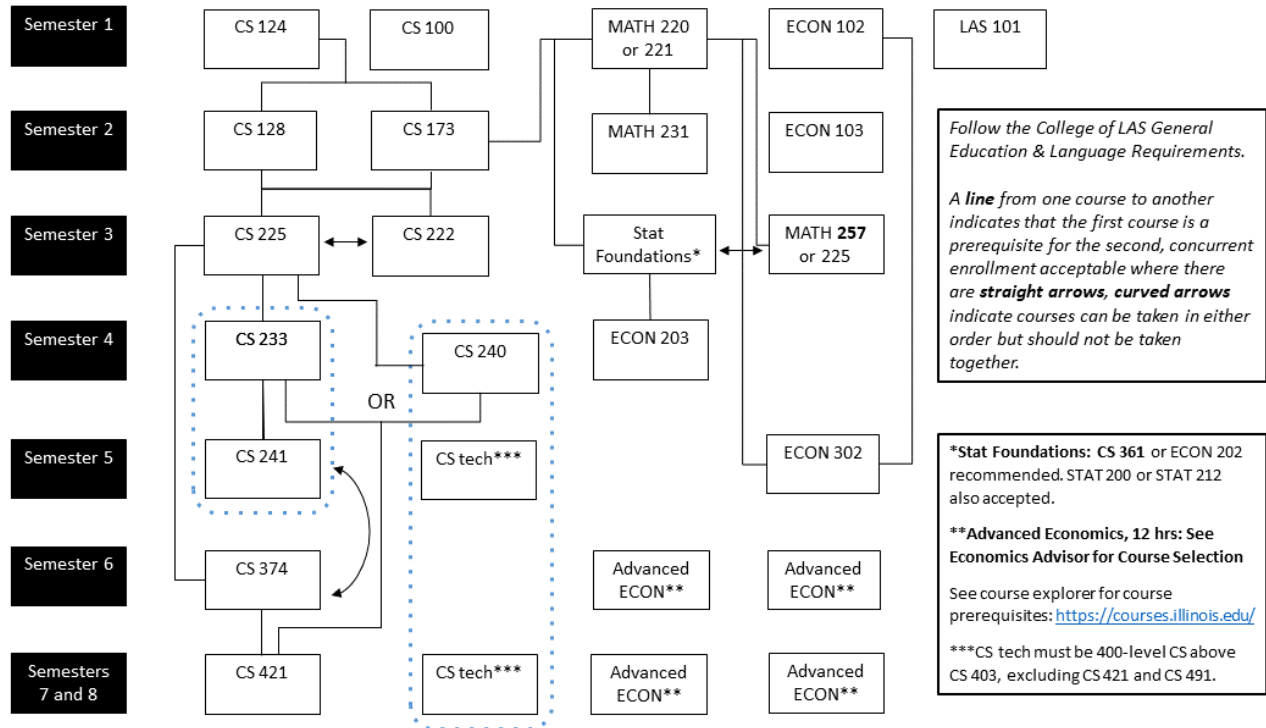 Semester 1
CS 124
CS 100
MATH 220
or 221
ECON 102
LAS 101
Semester 2
CS 128
CS 173
MATH 231
ECON 103
Semester 3
CS 225
CS 222
Stat
Foundations*
MATH 257
or 225
Semester 4
CS 233
CS 240
ECON 203
OR
Semester 5
CS 241
CS tech***
ECON 302
Semester 6
CS 374
Advanced
ECON**
Advanced
ECON**
Semesters
7 and 8
CS 421
CS tech***
Advanced
ECON**
Advanced
ECON**
Follow the College of LAS General
Education & Language Requirements.
A line from one course to another
indicates that the first course is a
prerequisite for the second, concurrent
enrollment acceptable where there
are straight arrows, curved arrows
indicate courses can be taken in either
order but should not be taken
together.
*Stat Foundations: CS 361 or ECON 202
recommended. STAT 200 or STAT 212
also accepted.
**Advanced Economics, 12 hrs: See
Economics Advisor for Course Selection
See course explorer for course
prerequisites: https://courses.illinois.edu/
***CS tech must be 400-level CS above
CS 403, excluding CS 421 and CS 491.